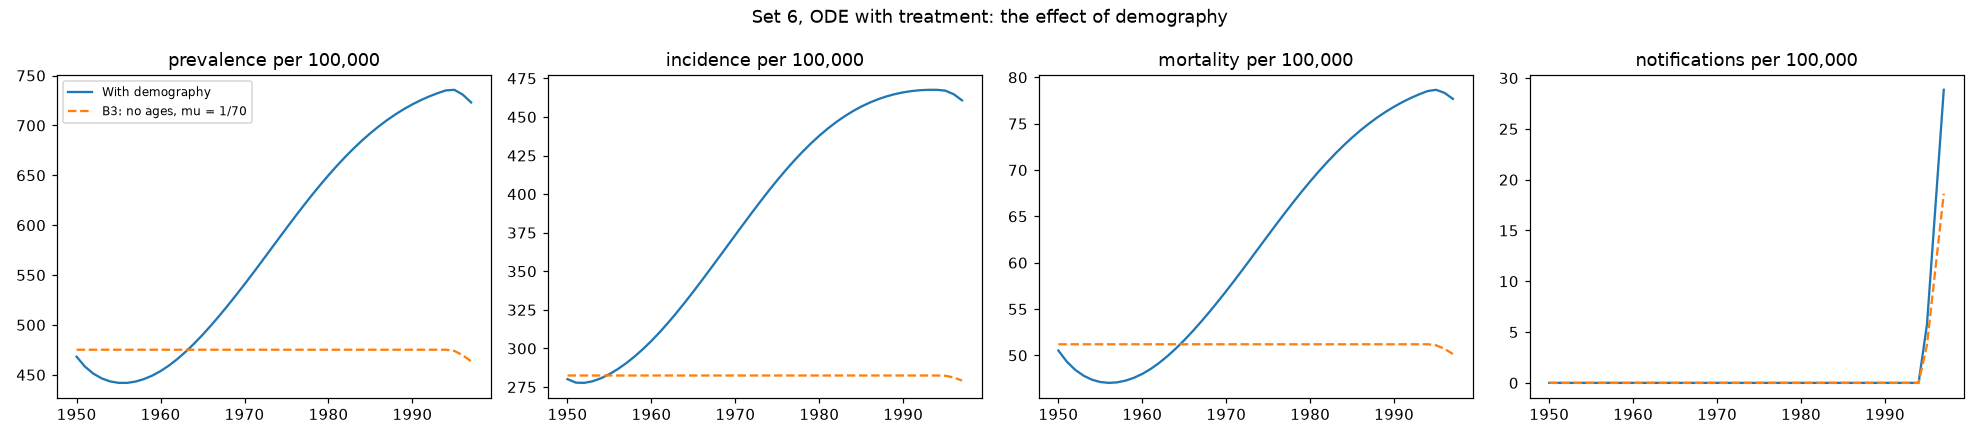 Set 6, ODE with treatment: the effect of demography
prevalence per 100,000
750
700
650
600
550
500
450
1950 1960 1970 1980 1990
With demography
B3: no ages, mu = 1/70
incidence per 100,000
475
450
425
400
375
350
325
300
275
1950 1960 1970 1980 1990
mortality per 100,000
80
75
70
65
60
55
50
1950 1960 1970 1980 1990
notifications per 100,000
30
25
20
15
10
5
0
1950 1960 1970 1980 1990